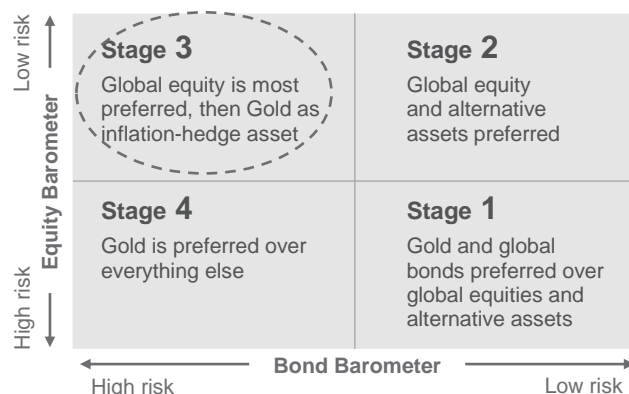 Low risk
Equity Barometer
High risk
Stage 3
Global equity is most
preferred, then Gold as
inflation-hedge asset
Stage 2
Global equity
and alternative
assets preferred
Stage 4
Gold is preferred over
everything else
Stage 1
Gold and global
bonds preferred over
global equities and
alternative assets
Bond Barometer
High risk
Low risk